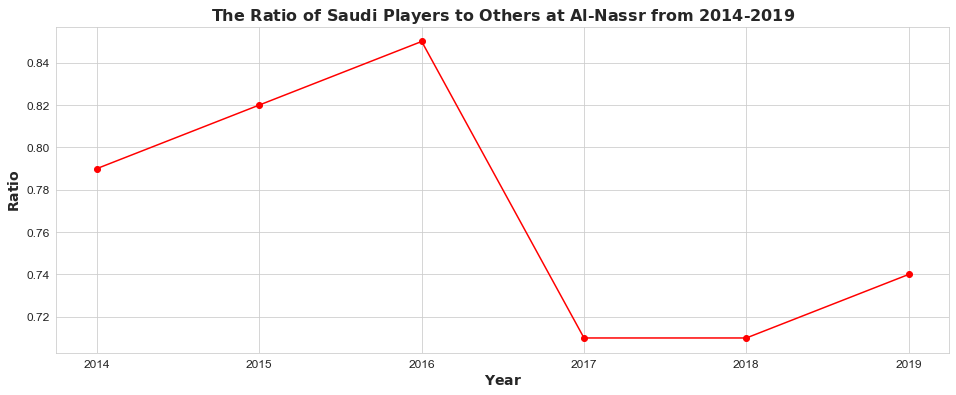 The Ratio of Saudi Players to Others at Al-Nassr from 2014-2019
0.84
0.82
0.80
0.78
0.76
0.74
0.72
Ratio
2014 2015 2016 2017 2018 2019
Year